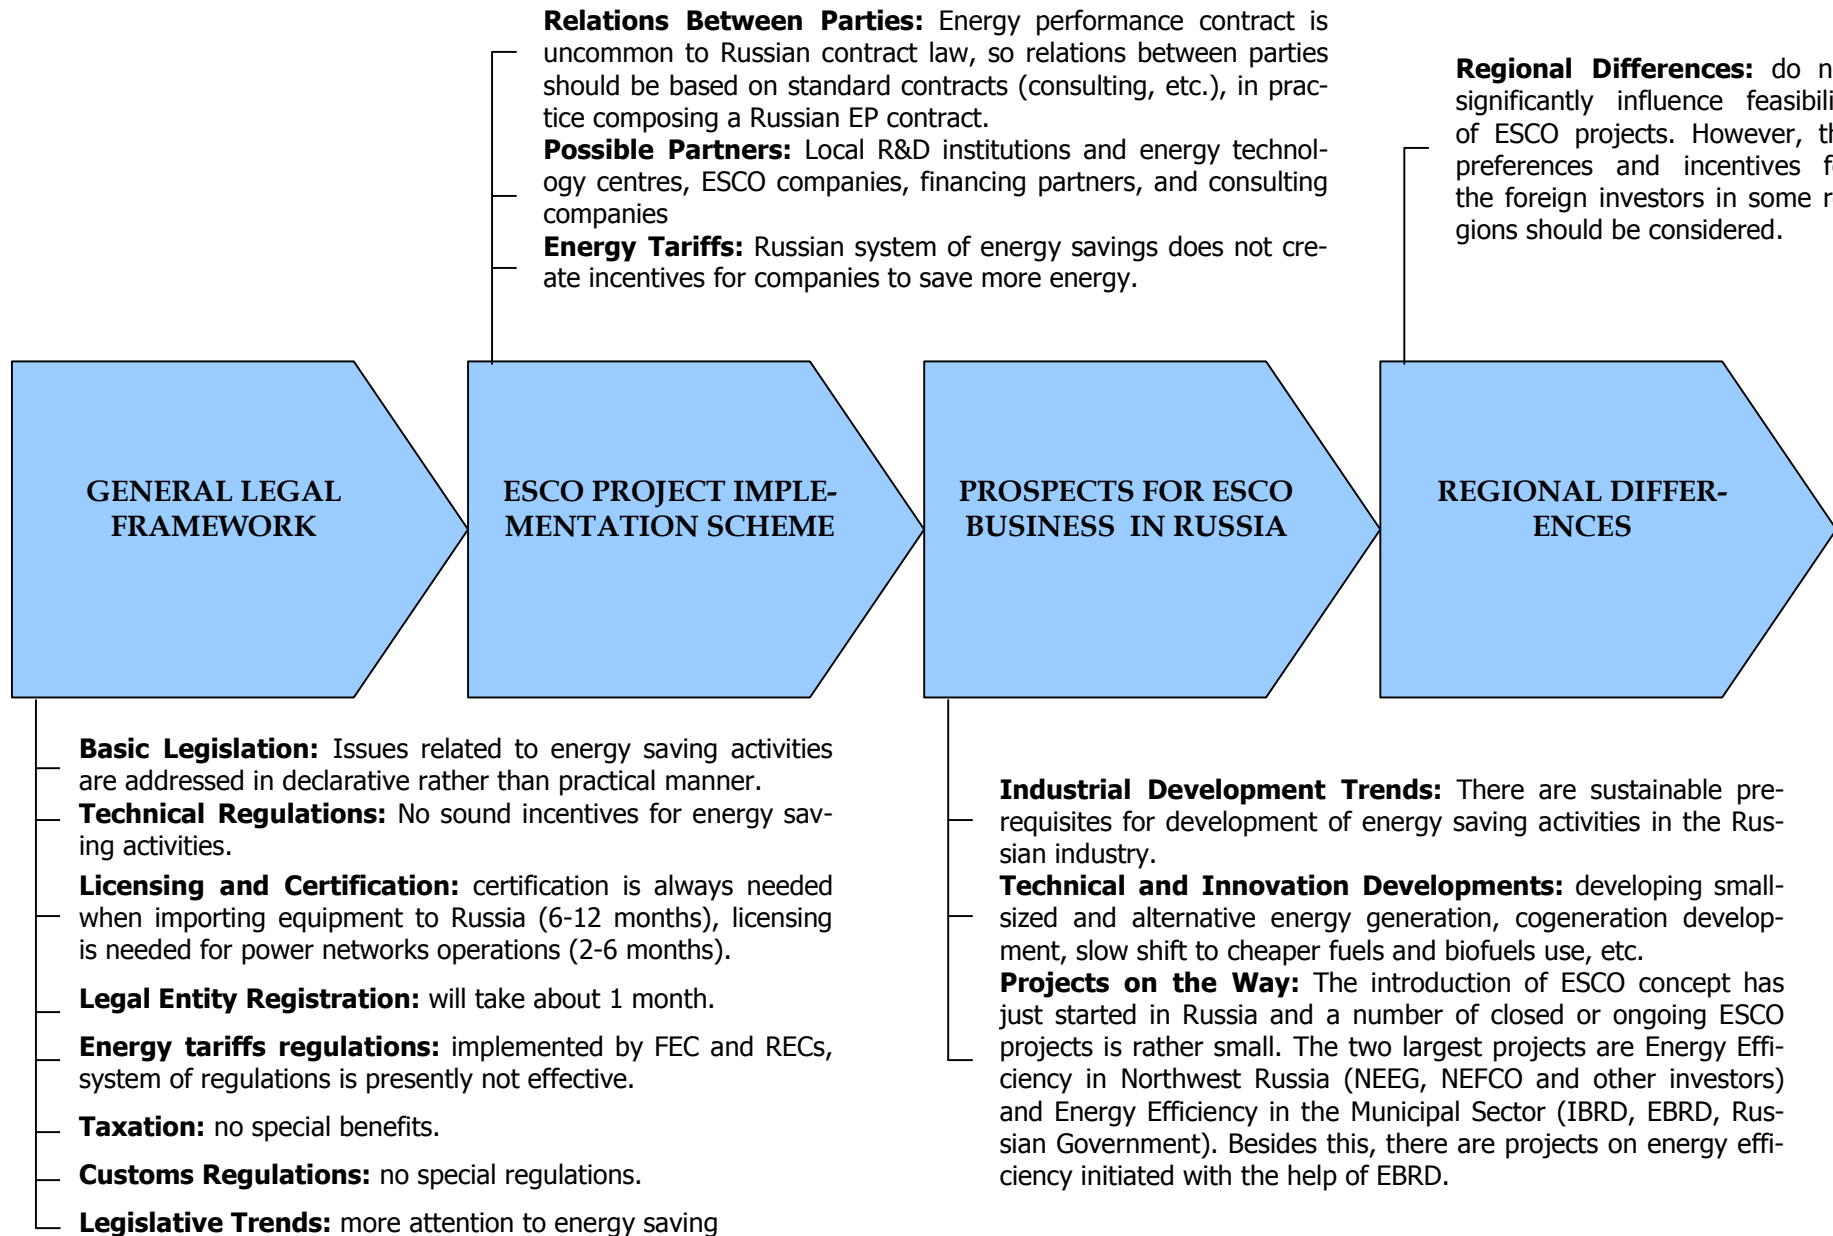 Relations Between Parties: Energy performance contract is
uncommon to Russian contract law, so relations between parties
should be based on standard contracts (consulting, etc.), in prac-
tice composing a Russian EP contract.
Possible Partners: Local R&D institutions and energy technol-
ogy centres, ESCO companies, financing partners, and consulting
companies
Energy Tariffs: Russian system of energy savings does not cre-
ate incentives for companies to save more energy.
Regional Differences: do n
significantly influence feasibili
of ESCO projects. However, th
preferences and incentives f
the foreign investors in some r
gions should be considered.
GENERAL LEGAL
FRAMEWORK
ESCO PROJECT IMPLE-
MENTATION SCHEME
PROSPECTS FOR ESCO
BUSINESS IN RUSSIA
REGIONAL DIFFER-
ENCES
Basic Legislation: Issues related to energy saving activities
are addressed in declarative rather than practical manner.
Technical Regulations: No sound incentives for energy sav-
ing activities.
Licensing and Certification: certification is always needed
when importing equipment to Russia (6-12 months), licensing
is needed for power networks operations (2-6 months).
Legal Entity Registration: will take about 1 month.
Energy tariffs regulations: implemented by FEC and RECs,
system of regulations is presently not effective.
Taxation: no special benefits.
Customs Regulations: no special regulations.
Legislative Trends: more attention to energy saving
Industrial Development Trends: There are sustainable pre-
requisites for development of energy saving activities in the Rus-
sian industry.
Technical and Innovation Developments: developing small-
sized and alternative energy generation, cogeneration develop-
ment, slow shift to cheaper fuels and biofuels use, etc.
Projects on the Way: The introduction of ESCO concept has
just started in Russia and a number of closed or ongoing ESCO
projects is rather small. The two largest projects are Energy Effi-
ciency in Northwest Russia (NEEG, NEFCO and other investors)
and Energy Efficiency in the Municipal Sector (IBRD, EBRD, Rus-
sian Government). Besides this, there are projects on energy effi-
ciency initiated with the help of EBRD.